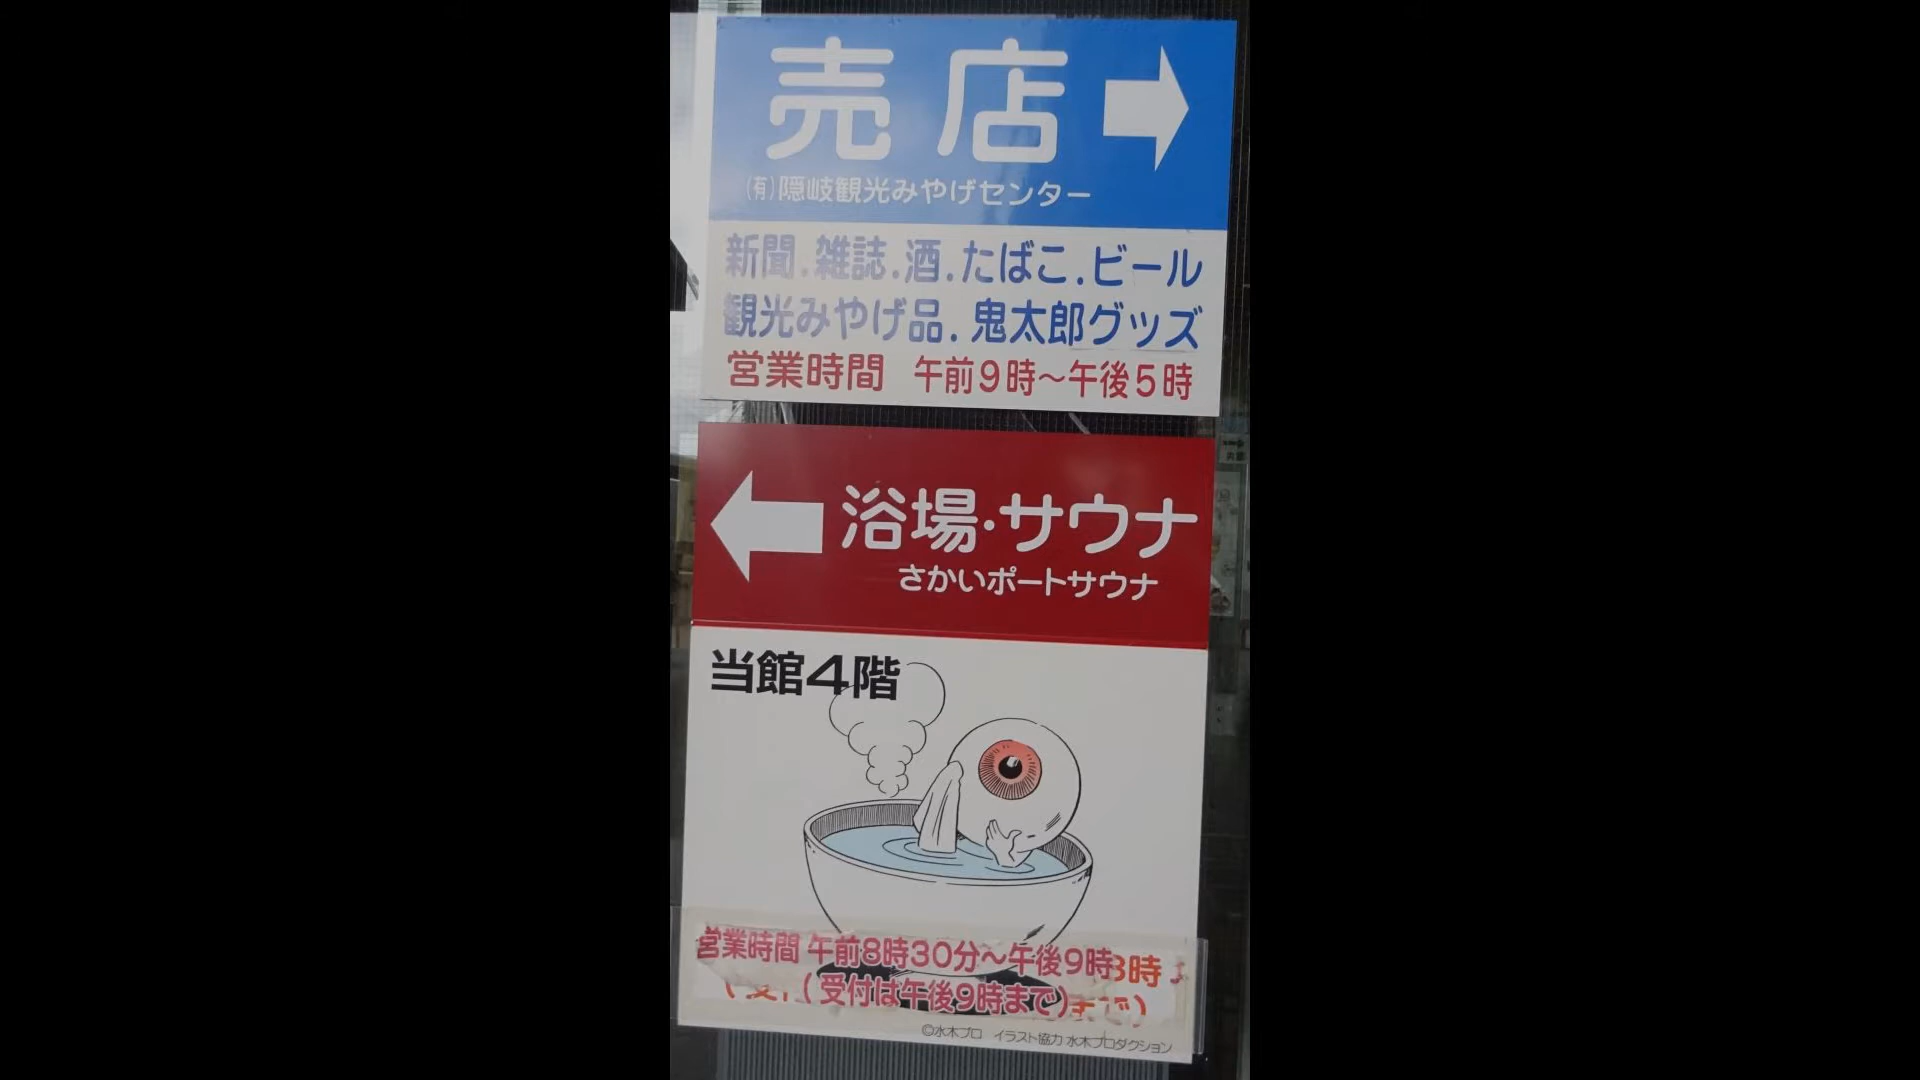 売店
(有)隠岐観光みやげセンター
新聞.雑誌.酒.たばこ.ビール
観光みやげ品.鬼太郎グッズ
営業時間 午前9時～午後5時
浴場・サウナ
さかいポートサウナ
当館4階
営業時間 午前8時30分～午後9時
(受付は午後9時まで)
©水木プロ イラスト協力 水木プロダクション